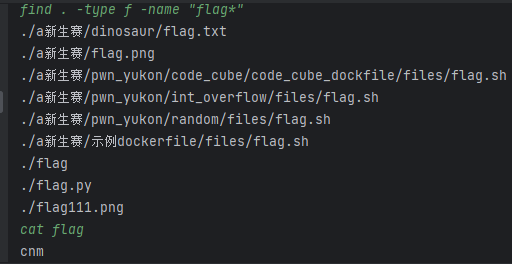 find . -type f -name "flag*"
./a新生赛/dinosaur/flag.txt
./a新生赛/flag.png
./a新生赛/pwn_yukon/code_cube/code_cube_dockfile/files/flag.sh
./a新生赛/pwn_yukon/int_overflow/files/flag.sh
./a新生赛/pwn_yukon/random/files/flag.sh
./a新生赛/示例dockerfile/files/flag.sh
./flag
./flag.py
./flag111.png
cat flag
cnm